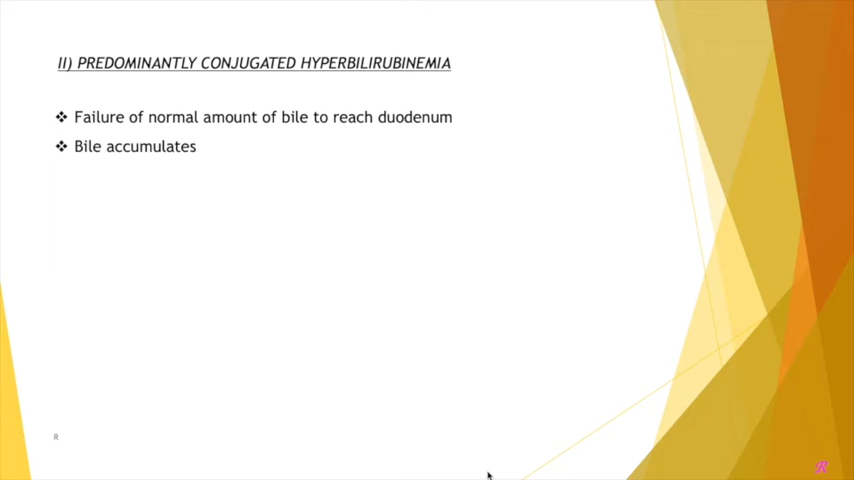 II) PREDOMINANTLY CONJUGATED HYPERBILIRUBINEMIA
❖ Failure of normal amount of bile to reach duodenum
❖ Bile accumulates
R
R